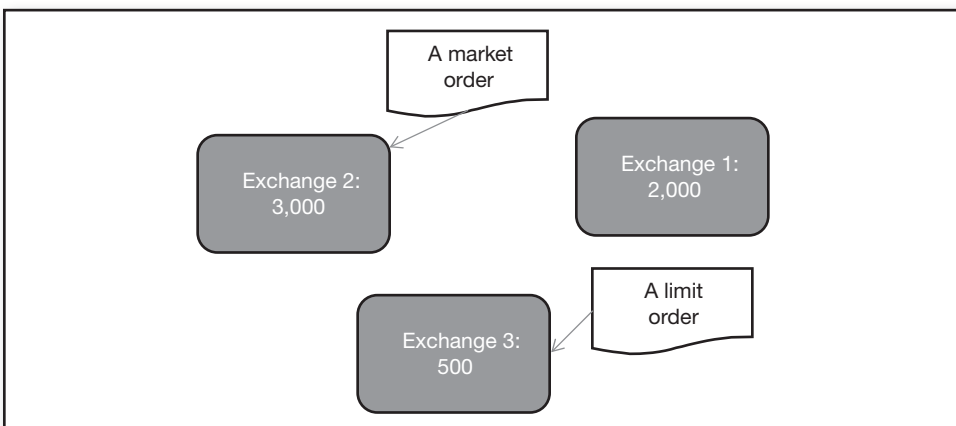 A market
order
Exchange 2:
3,000
Exchange 1:
2,000
A limit
order
Exchange 3:
500